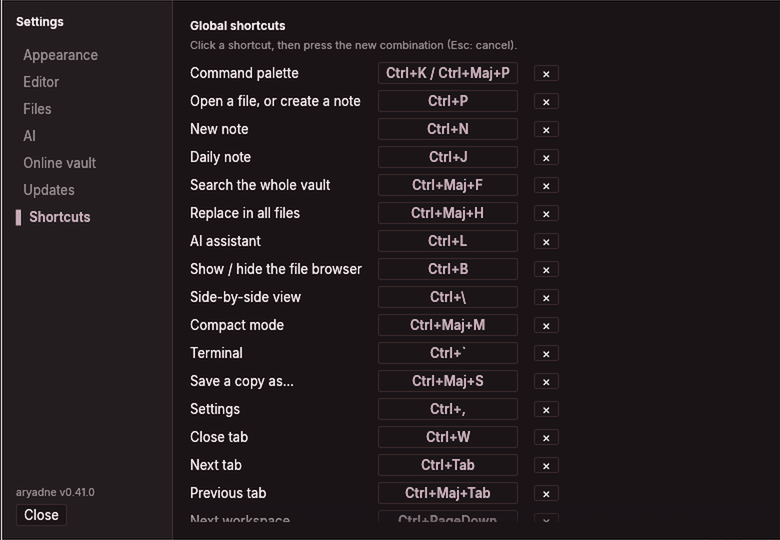 Settings
Appearance
Editor
Files
AI
Online vault
Updates
Shortcuts
aryadne v0.41.0
Close
Global shortcuts
Click a shortcut, then press the new combination (Esc: cancel).
Command palette Ctrl+K / Ctrl+Maj+P ×
Open a file, or create a note Ctrl+P ×
New note Ctrl+N ×
Daily note Ctrl+J ×
Search the whole vault Ctrl+Maj+F ×
Replace in all files Ctrl+Maj+H ×
AI assistant Ctrl+L ×
Show / hide the file browser Ctrl+B ×
Side-by-side view Ctrl+\ ×
Compact mode Ctrl+Maj+M ×
Terminal Ctrl+` ×
Save a copy as... Ctrl+Maj+S ×
Settings Ctrl+, ×
Close tab Ctrl+W ×
Next tab Ctrl+Tab ×
Previous tab Ctrl+Maj+Tab ×
Next workspace Ctrl+PageDown ×